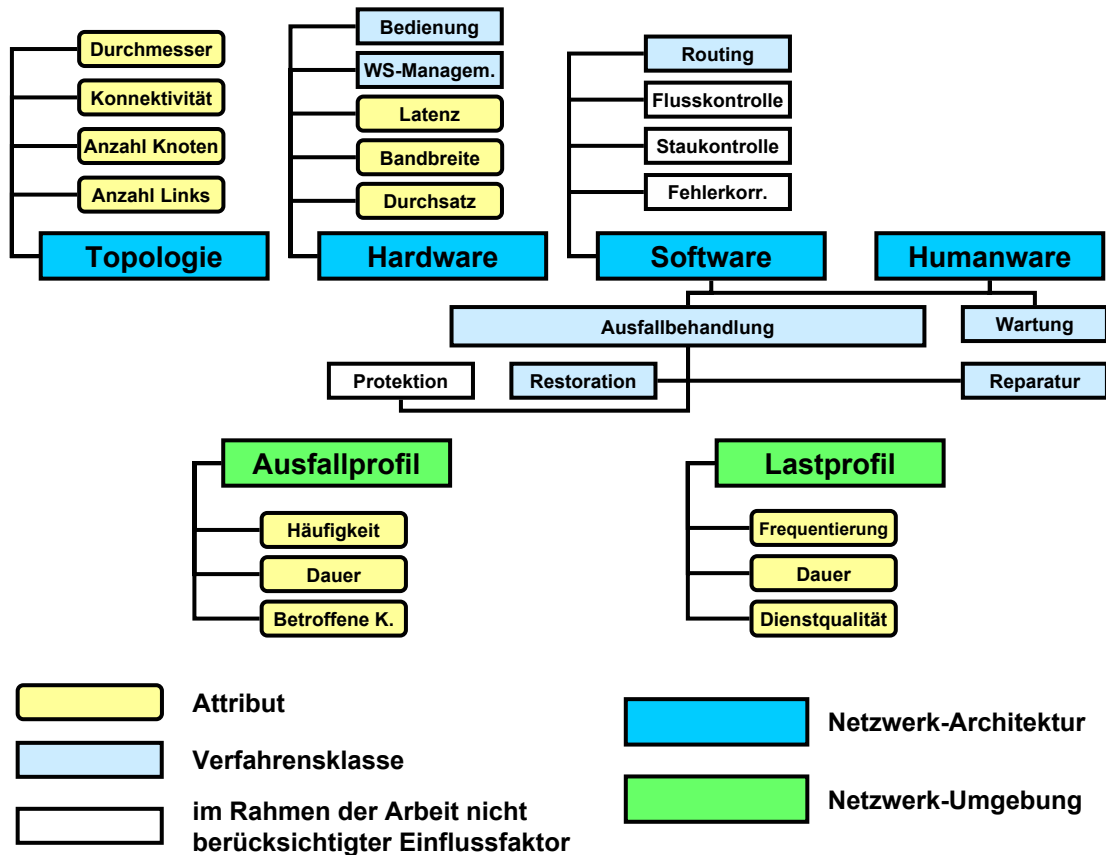 Durchmesser
Konnektivität
Anzahl Knoten
Anzahl Links
Topologie
Bedienung
WS-Managem.
Latenz
Bandbreite
Durchsatz
Hardware
Routing
Flusskontrolle
Staukontrolle
Fehlerkorr.
Software
Humanware
Ausfallbehandlung
Wartung
Protektion
Restoration
Reparatur
Ausfallprofil
Häufigkeit
Dauer
Betroffene K.
Lastprofil
Frequentierung
Dauer
Dienstqualität
Attribut
Verfahrensklasse
im Rahmen der Arbeit nicht
berücksichtigter Einflussfaktor
Netzwerk-Architektur
Netzwerk-Umgebung